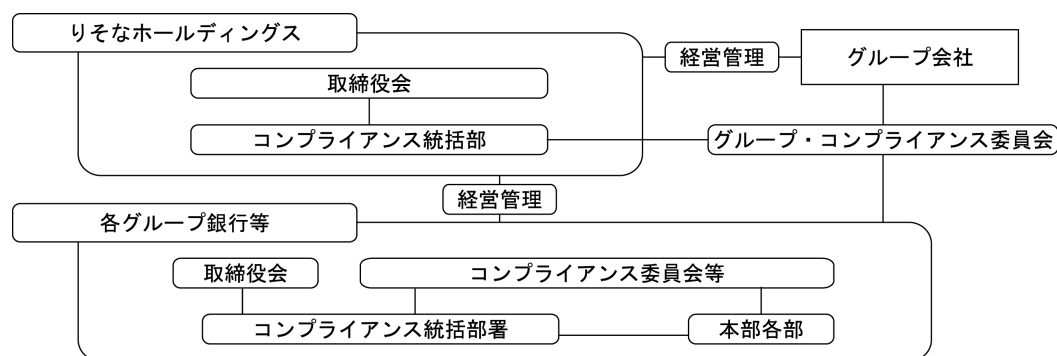 りそなホールディングス
経営管理
グループ会社
取締役会
コンプライアンス統括部
グループ・コンプライアンス委員会
経営管理
各グループ銀行等
取締役会
コンプライアンス委員会等
コンプライアンス統括部署
本部各部